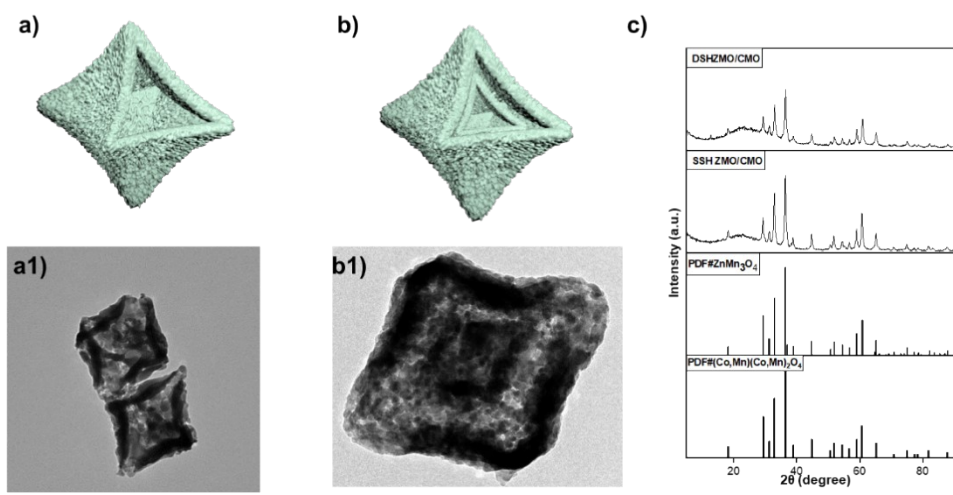 a)
b)
c)
DSHZMO/CMO
SSH ZMO/CMO
PDF#ZnMn₃O₄
PDF#(Co,Mn)(Co,Mn)₂O₄
Intensity (a.u.)
20 40 60 80
2θ (degree)
a1)
b1)